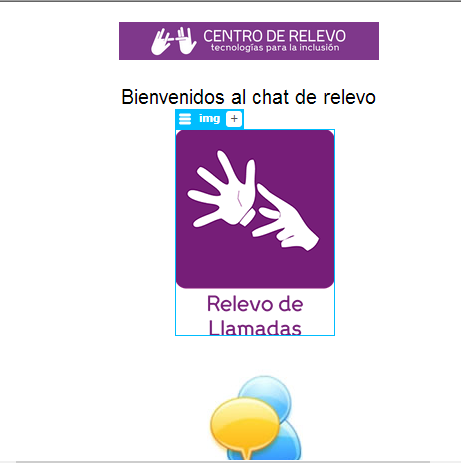 CENTRO DE RELEVO
tecnologías para la inclusión
Bienvenidos al chat de relevo
img +
Relevo de
Llamadas